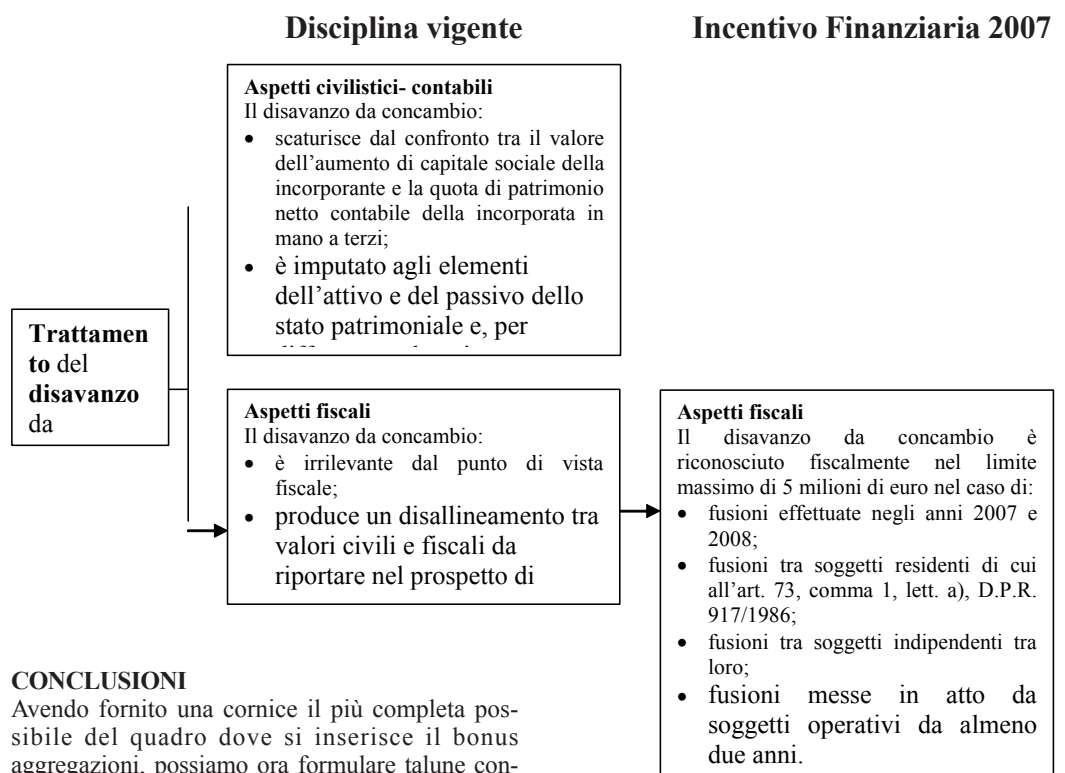 Disciplina vigente
Incentivo Finanziaria 2007
Aspetti civilistici- contabili
Il disavanzo da concambio:
• scaturisce dal confronto tra il valore
dell’aumento di capitale sociale della
incorporante e la quota di patrimonio
netto contabile della incorporata in
mano a terzi;
• è imputato agli elementi
dell’attivo e del passivo dello
stato patrimoniale e, per
Trattamen
to del
disavanzo
da
Aspetti fiscali
Il disavanzo da concambio:
• è irrilevante dal punto di vista
fiscale;
• produce un disallineamento tra
valori civili e fiscali da
riportare nel prospetto di
Aspetti fiscali
Il disavanzo da concambio è
riconosciuto fiscalmente nel limite
massimo di 5 milioni di euro nel caso di:
• fusioni effettuate negli anni 2007 e
2008;
• fusioni tra soggetti residenti di cui
all’art. 73, comma 1, lett. a), D.P.R.
917/1986;
• fusioni tra soggetti indipendenti tra
loro;
• fusioni messe in atto da
soggetti operativi da almeno
due anni.
CONCLUSIONI
Avendo fornito una cornice il più completa pos-
sibile del quadro dove si inserisce il bonus
aggregazioni, possiamo ora formulare talune con-